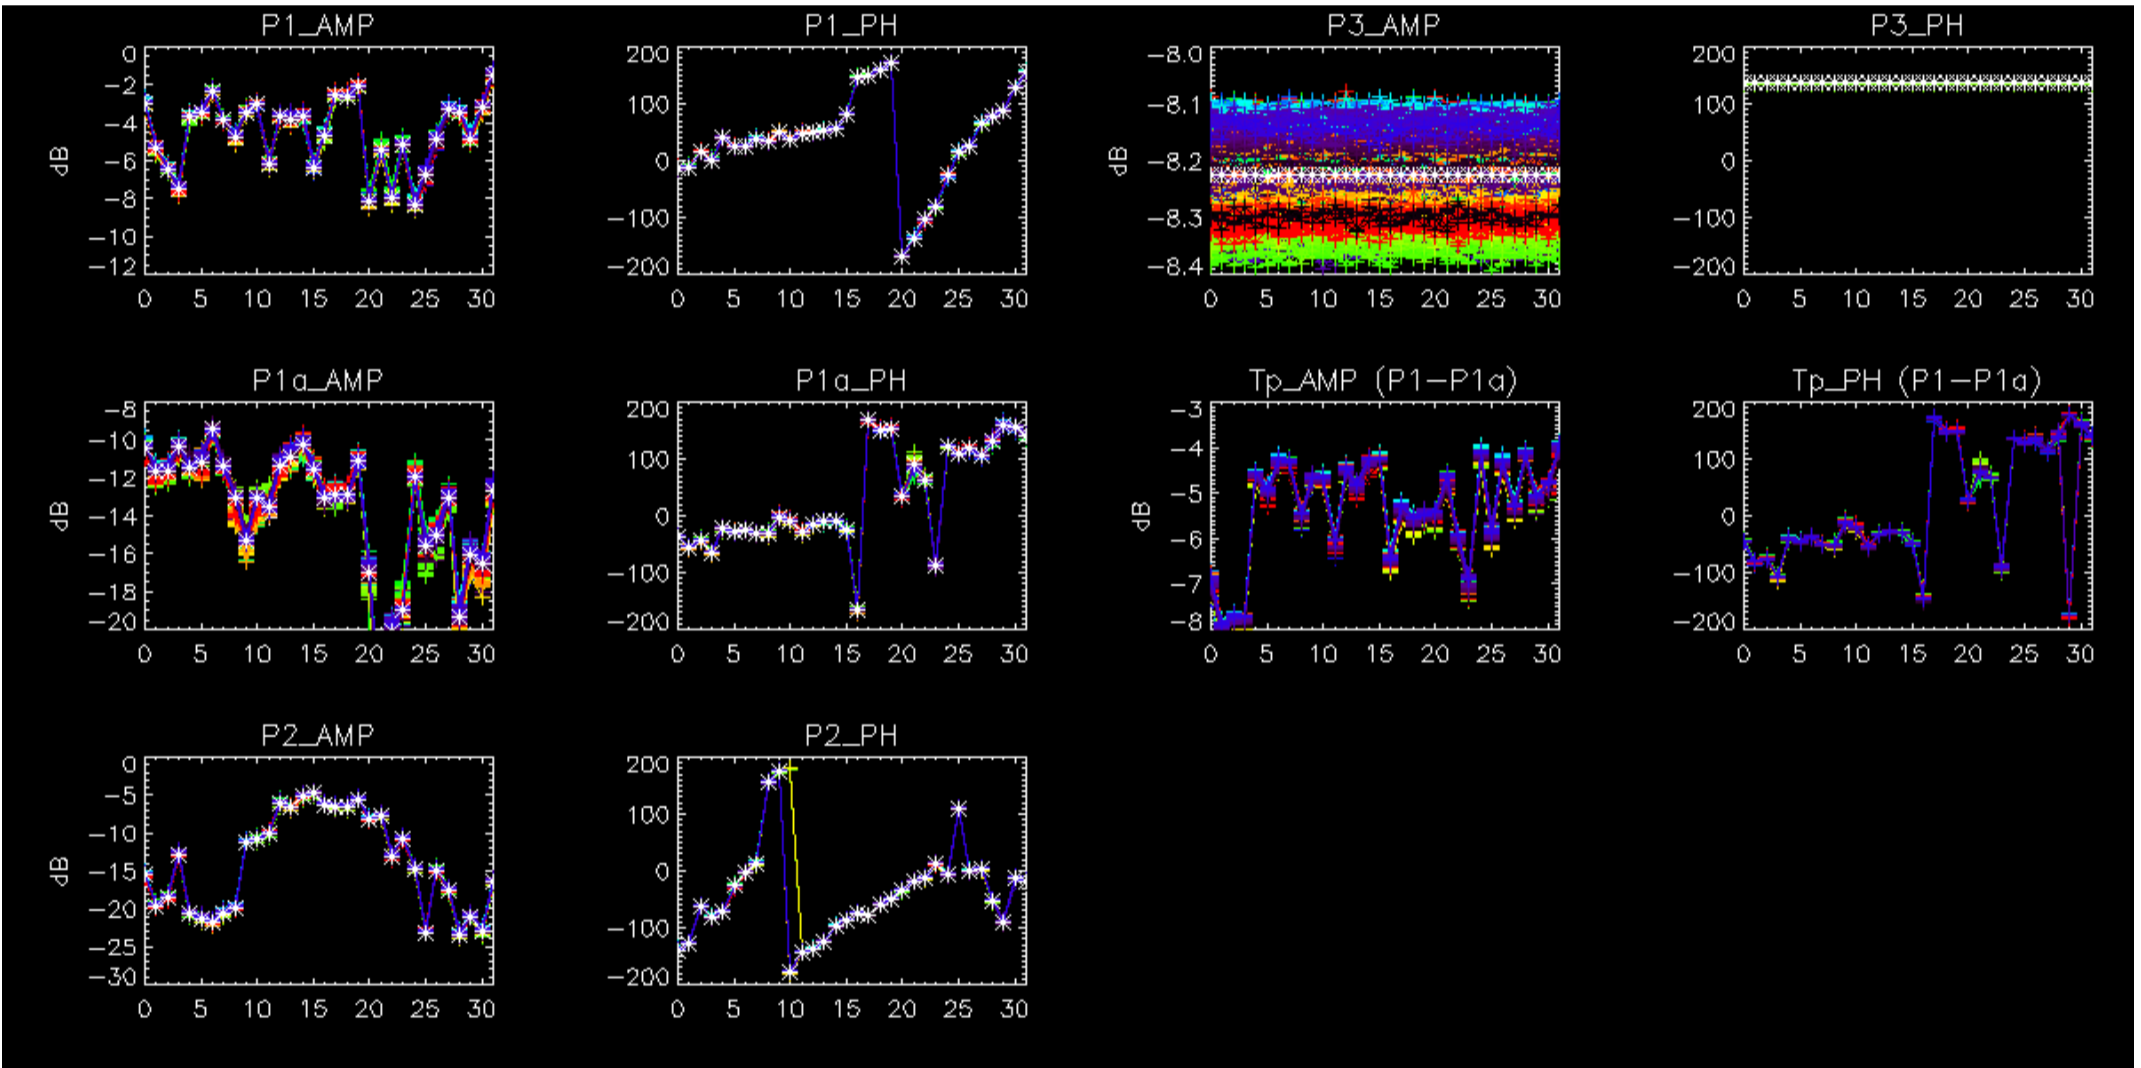 P1_AMP P1_PH P3_AMP P3_PH
0 200 -8.0 200
-2 100 -8.1 100
-4 0 -8.2 0
-6 -100 -8.3 -100
-8 -200 -8.4 -200
-10
-12
dB dB
0 5 10 15 20 25 30 0 5 10 15 20 25 30 0 5 10 15 20 25 30 0 5 10 15 20 25 30
P1a_AMP P1a_PH Tp_AMP (P1-P1a) Tp_PH (P1-P1a)
-8 200 -3 200
-10 100 -4 100
-12 0 -5 0
-14 -100 -6 -100
-16 -200 -7 -200
-18 -8
-20
dB dB
0 5 10 15 20 25 30 0 5 10 15 20 25 30 0 5 10 15 20 25 30 0 5 10 15 20 25 30
P2_AMP P2_PH
0 200
-5 100
-10 0
-15 -100
-20 -200
-25
-30
dB
0 5 10 15 20 25 30 0 5 10 15 20 25 30